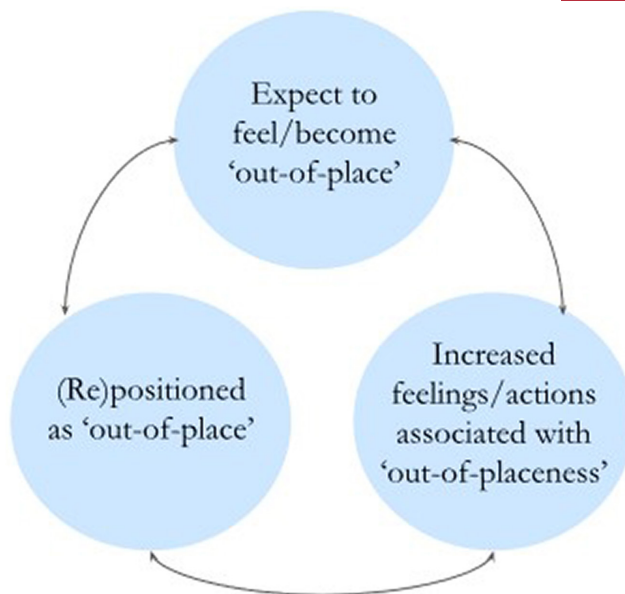 Expect to
feel/become
‘out-of-place’
(Re)positioned
as ‘out-of-place’
Increased
feelings/actions
associated with
‘out-of-placeness’